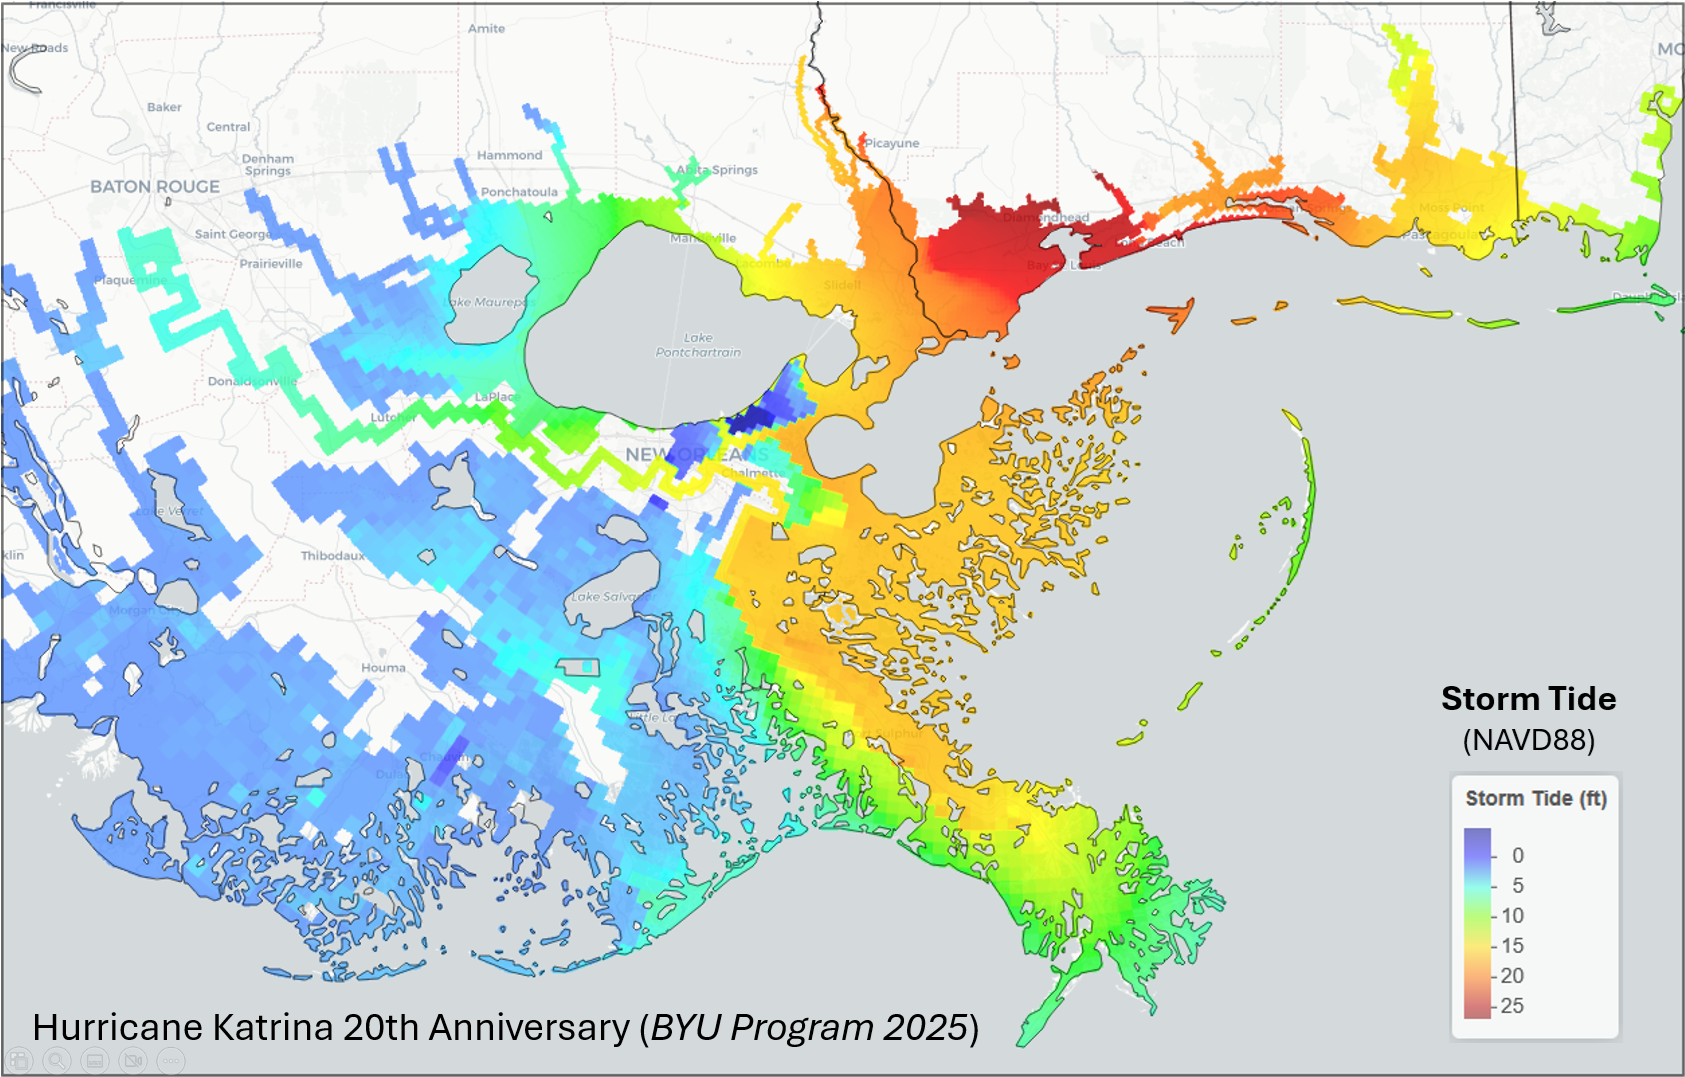 Francisville
New Roads
Amite
Baker
Central
Denham
Springs
BATON ROUGE
Hammond
Ponchatoula
Abita Springs
Picayune
Saint George
Prairieville
Plaquemine
Lake Maurepas
Mandeville
Lacombe
Slidell
Diamondhead
Bay St. Louis
Moss Point
Pascagoula
Lake
Pontchartrain
Donaldsonville
Lutcher
LaPlace
NEW ORLEANS
Chalmette
Lake Verret
Thibodaux
Lake Salvador
Morgan City
Houma
Little Lake
Port Sulphur
Chauvin
Dulac
Storm Tide
(NAVD88)
Storm Tide (ft)
0
5
10
15
20
25
Hurricane Katrina 20th Anniversary (BYU Program 2025)